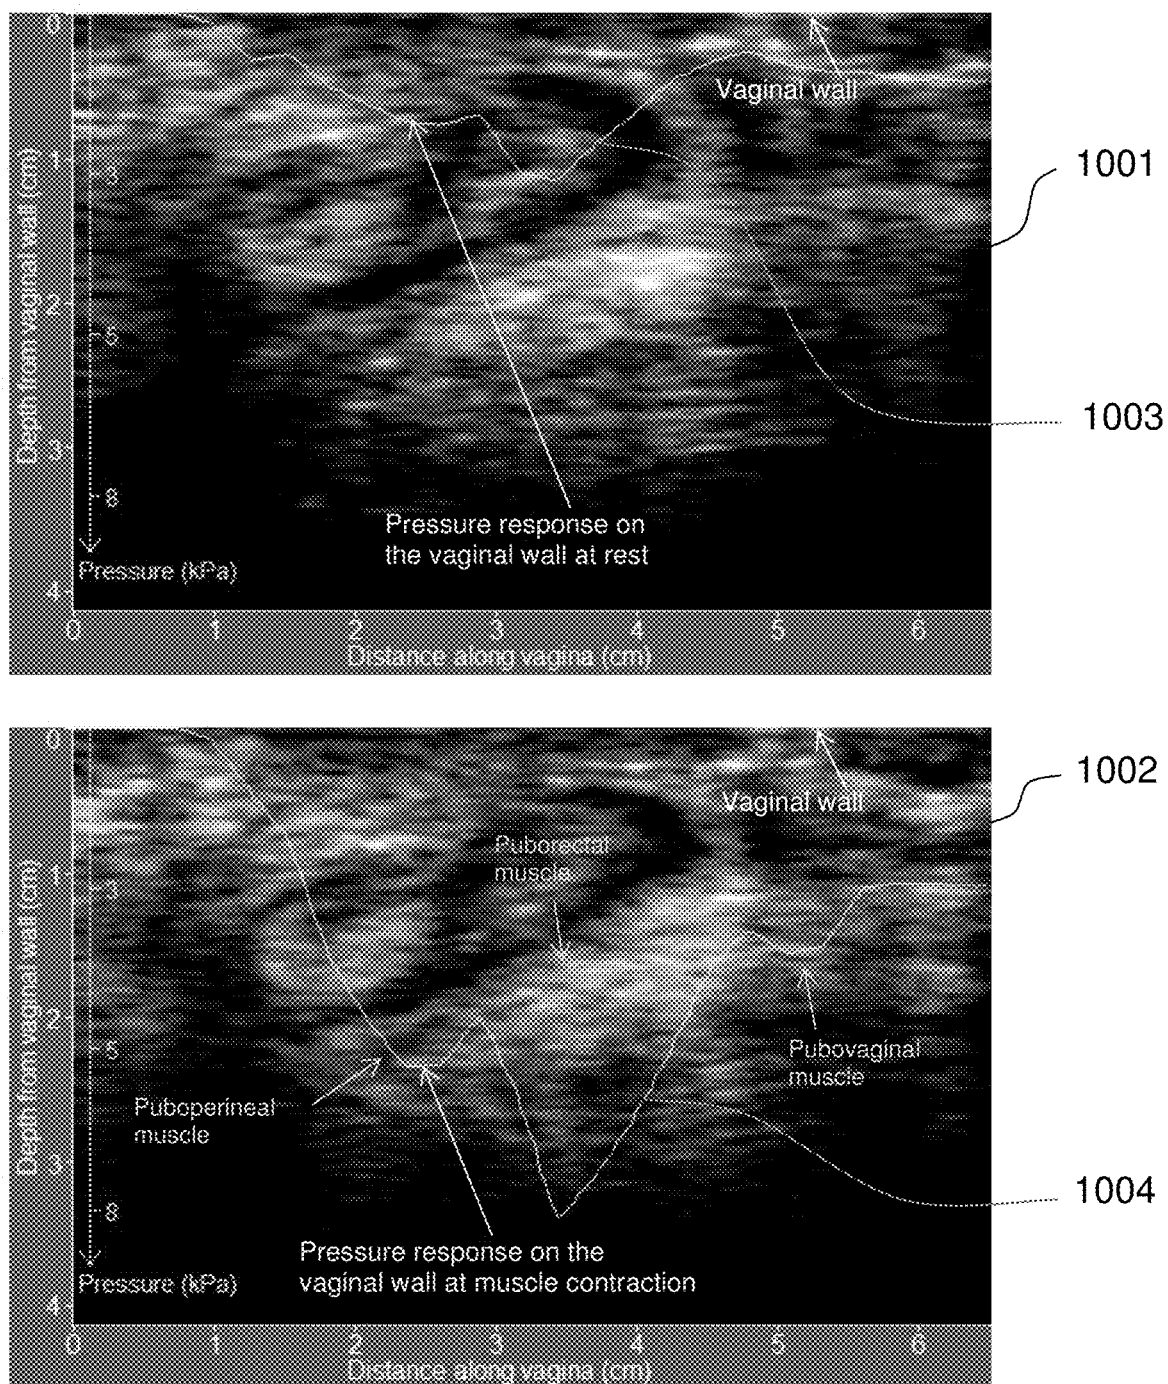 0
Vaginal wall
1001
1
3
Depth from vaginal wall (cm)
2
5
1003
3
8
Pressure response on
the vaginal wall at rest
Pressure (kPa)
4
0 1 2 3 4 5 6
Distance along vagina (cm)
0
1002
Vaginal wall
Puborectal
muscle
1
3
Depth from vaginal wall (cm)
2
5
Pubovaginal
muscle
Puboperineal
muscle
3
1004
8
Pressure response on the
vaginal wall at muscle contraction
Pressure (kPa)
4
0 1 2 3 4 5 6
Distance along vagina (cm)